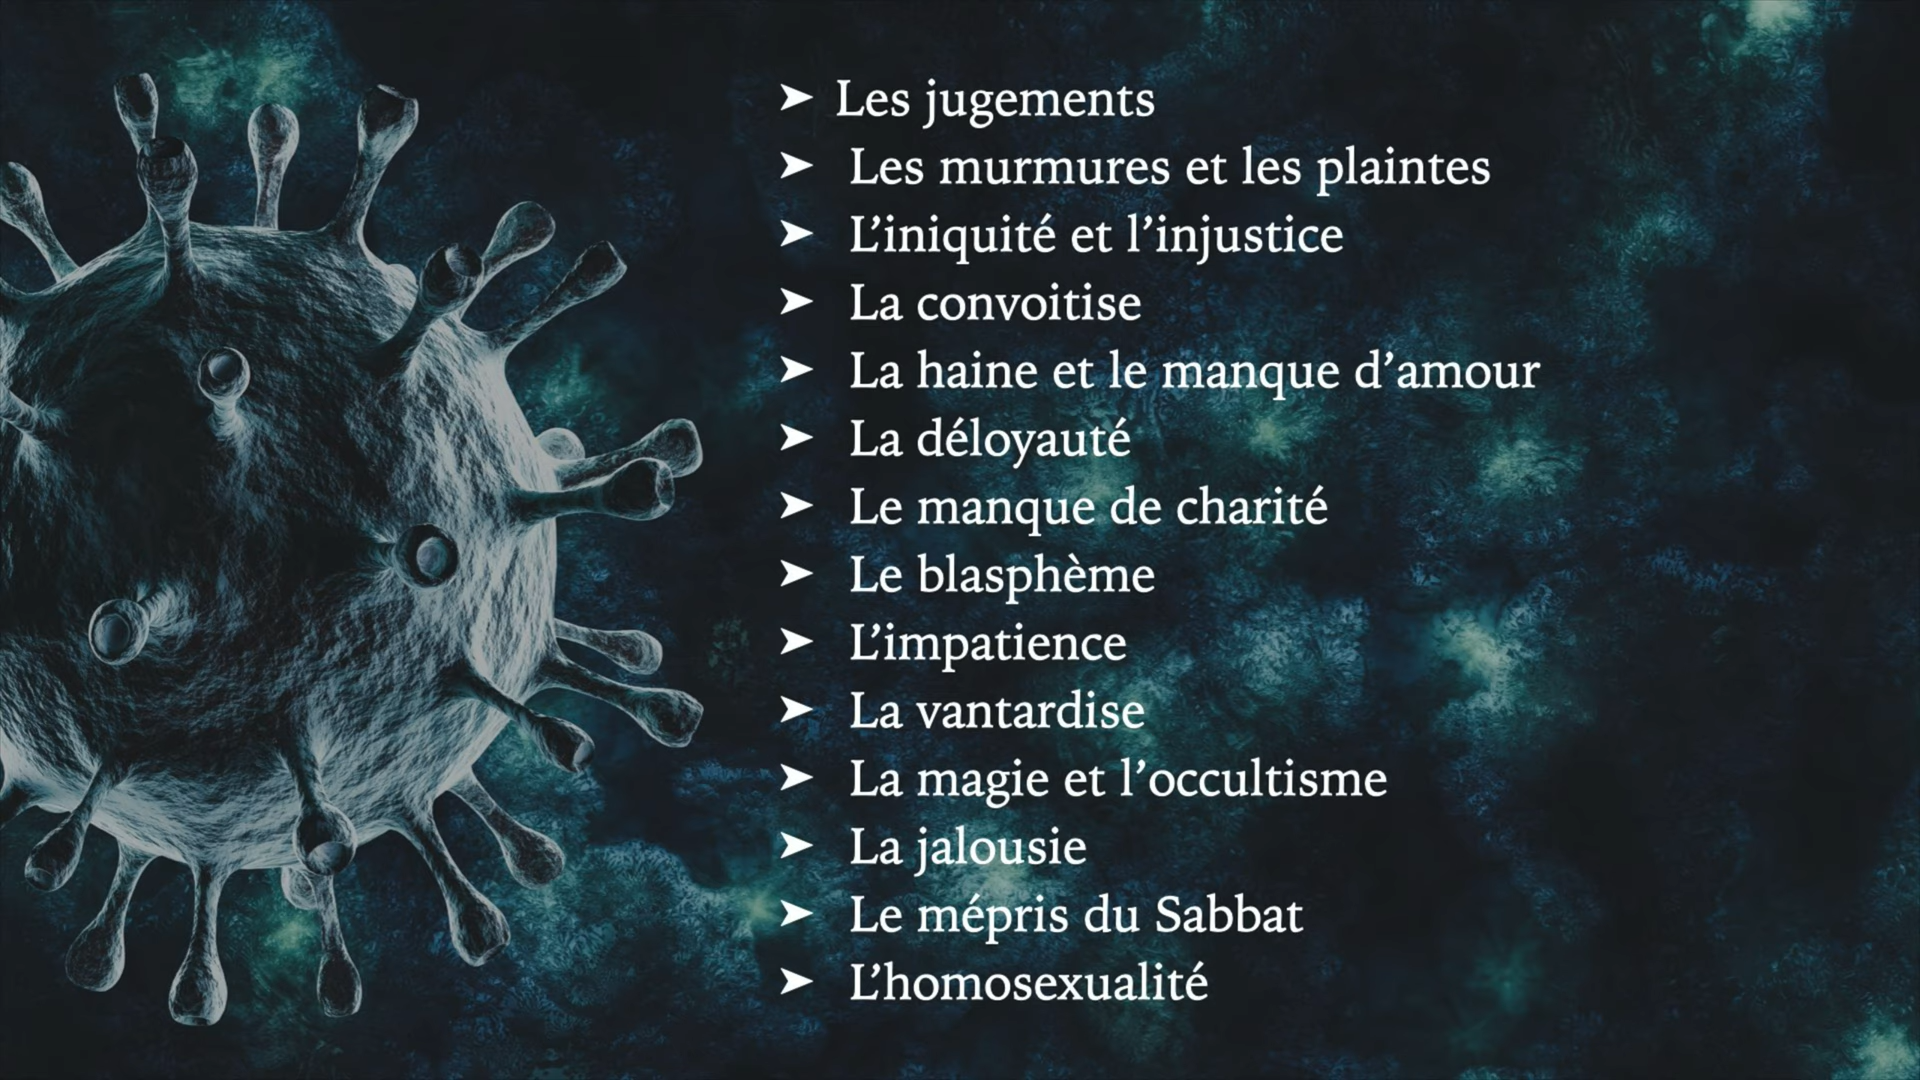 ➤ Les jugements
➤ Les murmures et les plaintes
➤ L’iniquité et l’injustice
➤ La convoitise
➤ La haine et le manque d’amour
➤ La déloyauté
➤ Le manque de charité
➤ Le blasphème
➤ L’impatience
➤ La vantardise
➤ La magie et l’occultisme
➤ La jalousie
➤ Le mépris du Sabbat
➤ L’homosexualité